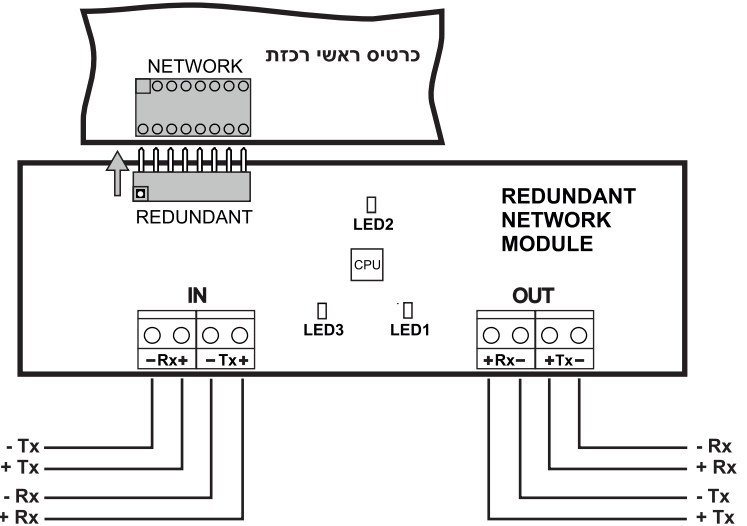 כרטיס ראשי רכזת
NETWORK
REDUNDANT
REDUNDANT
NETWORK
MODULE
LED2
CPU
IN
OUT
LED3
LED1
−Rx+
−Tx+
+Rx−
+Tx−
- Tx
+ Tx
- Rx
+ Rx
- Rx
+ Rx
- Tx
+ Tx